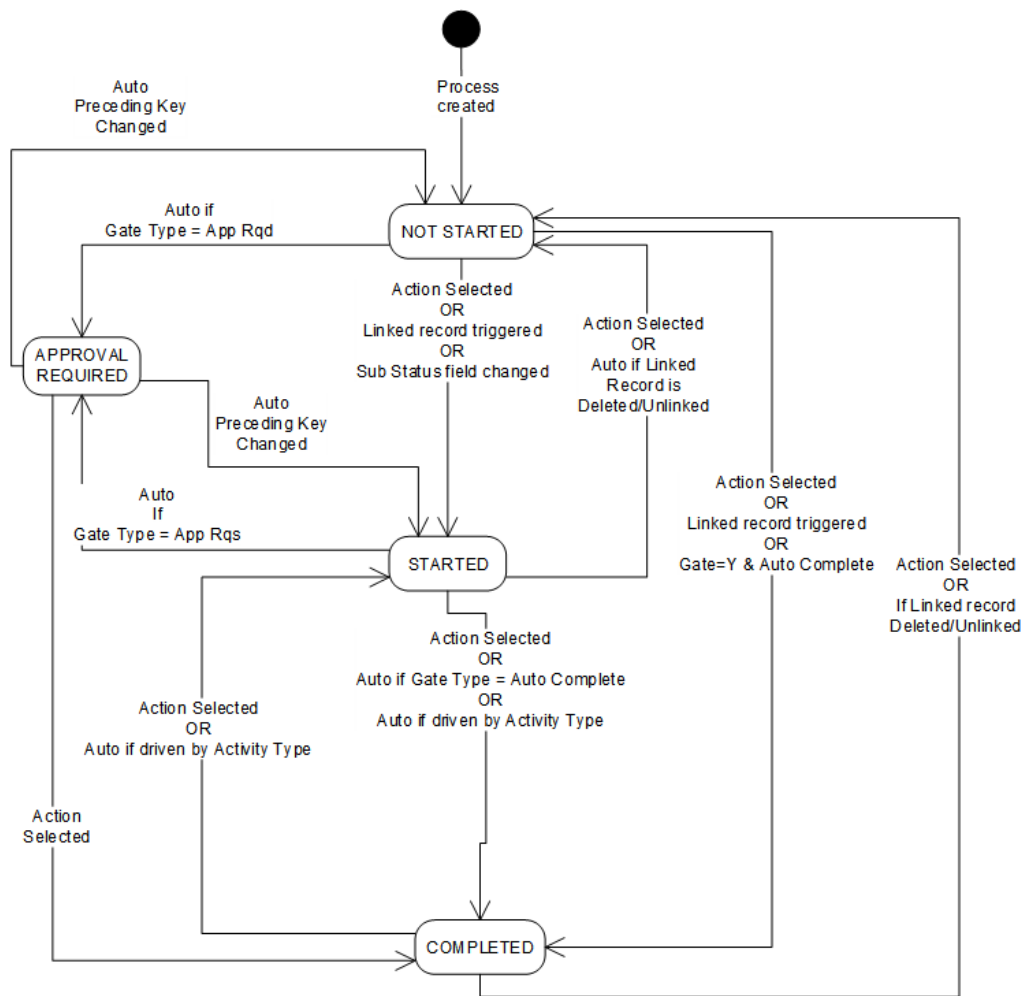 Process
created
Auto
Preceding Key
Changed
Auto if
Gate Type = App Rqd
NOT STARTED
Action Selected
OR
Linked record triggered
OR
Sub Status field changed
Action Selected
OR
Auto if Linked
Record is
Deleted/Unlinked
APPROVAL
REQUIRED
Auto
Preceding Key
Changed
Auto
If
Gate Type = App Rqs
Action Selected
OR
Linked record triggered
OR
Gate=Y & Auto Complete
STARTED
Action Selected
OR
If Linked record
Deleted/Unlinked
Action Selected
OR
Auto if Gate Type = Auto Complete
OR
Auto if driven by Activity Type
Action Selected
OR
Auto if driven by Activity Type
Action
Selected
COMPLETED